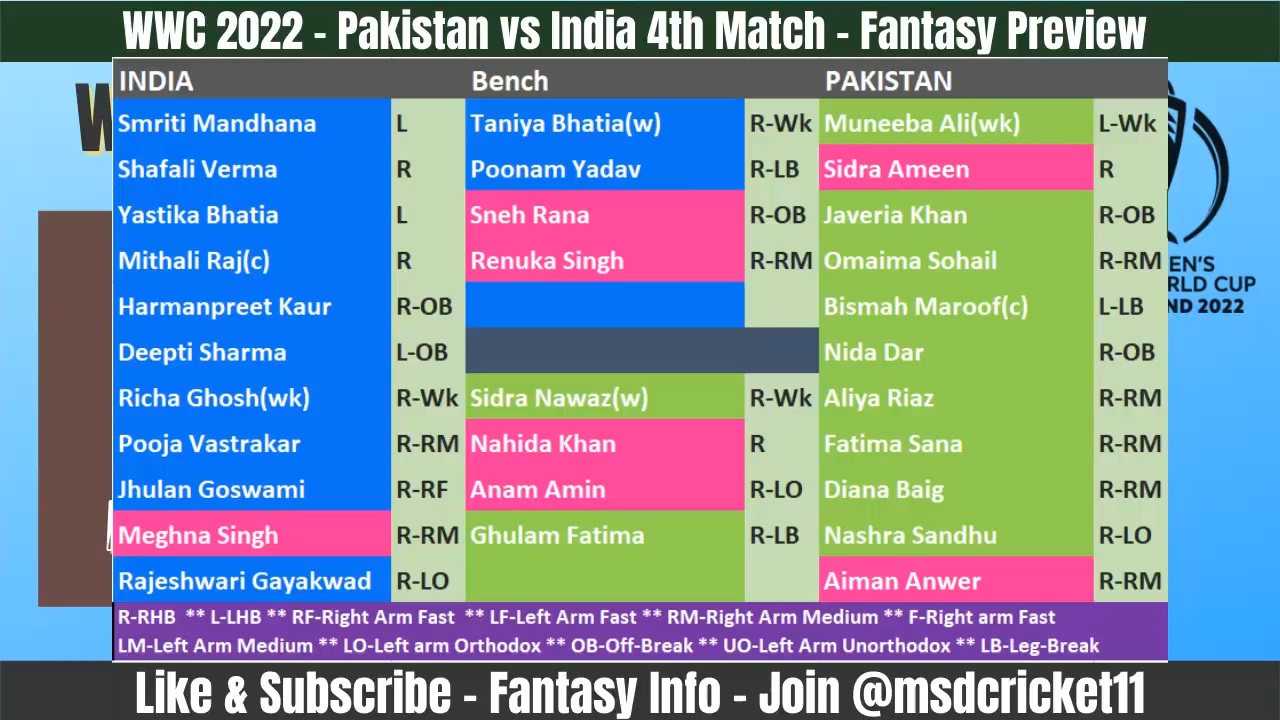 WWC 2022 - Pakistan vs India 4th Match - Fantasy Preview
INDIA Bench PAKISTAN
Smriti Mandhana L Taniya Bhatia(w) R-Wk Muneeba Ali(wk) L-Wk
Shafali Verma R Poonam Yadav R-LB Sidra Ameen R
Yastika Bhatia L Sneh Rana R-OB Javeria Khan R-OB
Mithali Raj(c) R Renuka Singh R-RM Omaima Sohail R-RM
Harmanpreet Kaur R-OB Bismah Maroof(c) L-LB
Deepti Sharma L-OB Nida Dar R-OB
Richa Ghosh(wk) R-Wk Sidra Nawaz(w) R-Wk Aliya Riaz R-RM
Pooja Vastrakar R-RM Nahida Khan R Fatima Sana R-RM
Jhulan Goswami R-RF Anam Amin R-LO Diana Baig R-RM
Meghna Singh R-RM Ghulam Fatima R-LB Nashra Sandhu R-LO
Rajeshwari Gayakwad R-LO Aiman Anwer R-RM
R-RHB ** L-LHB ** RF-Right Arm Fast ** LF-Left Arm Fast ** RM-Right Arm Medium ** F-Right arm Fast
LM-Left Arm Medium ** LO-Left arm Orthodox ** OB-Off-Break ** UO-Left Arm Unorthodox ** LB-Leg-Break
W
EN'S
RLD CUP
ND 2022
Like & Subscribe - Fantasy Info - Join @msdcricket11